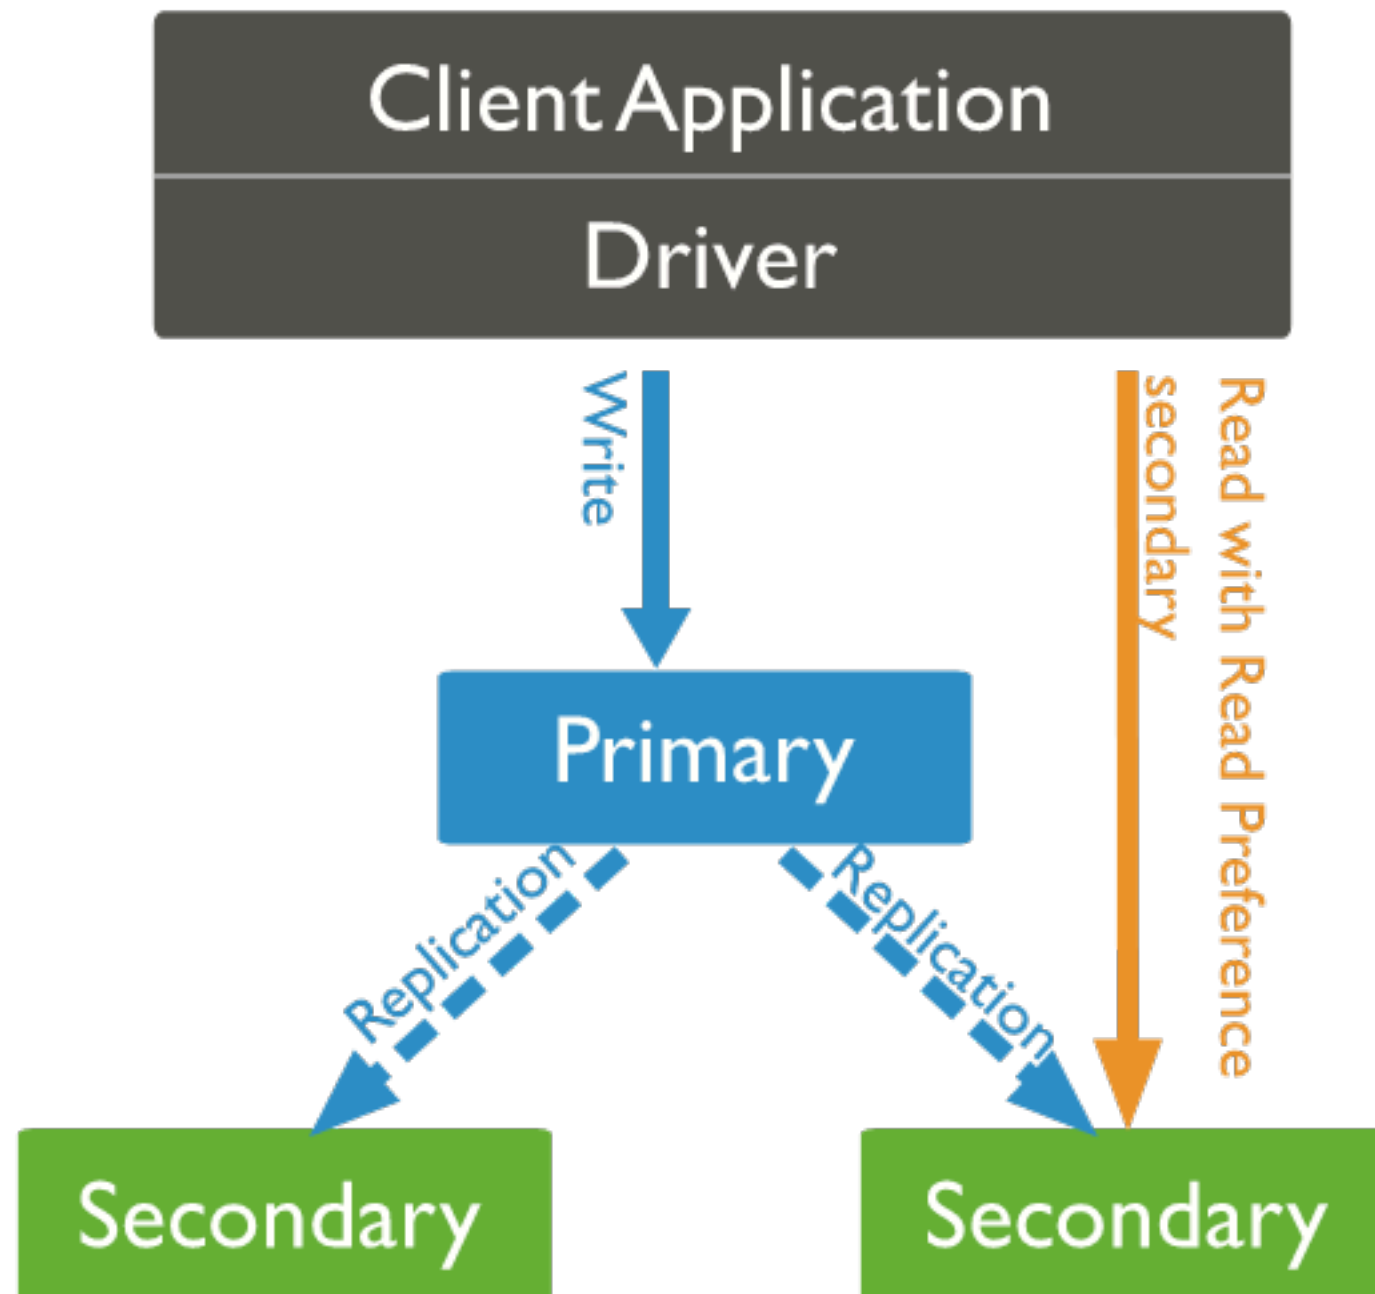 Client Application
Driver
Write
Read with Read Preference
secondary
Primary
Replication
Replication
Secondary
Secondary